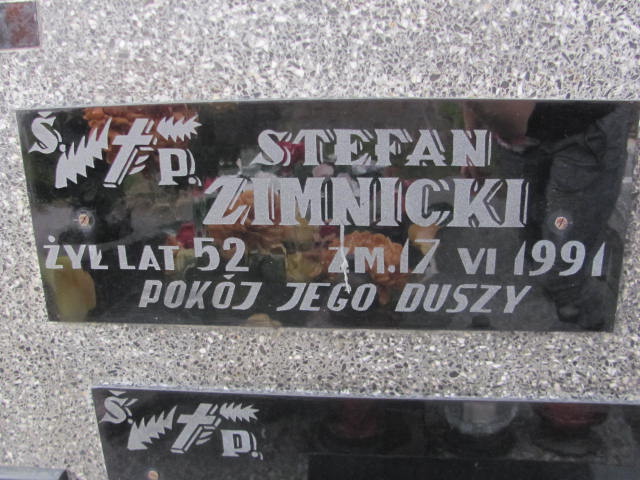 Ś. P.
STEFAN
ZIMNICKI
ŻYŁ LAT 52 ZM. 17 VI 1991
POKÓJ JEGO DUSZY
Ś. P.